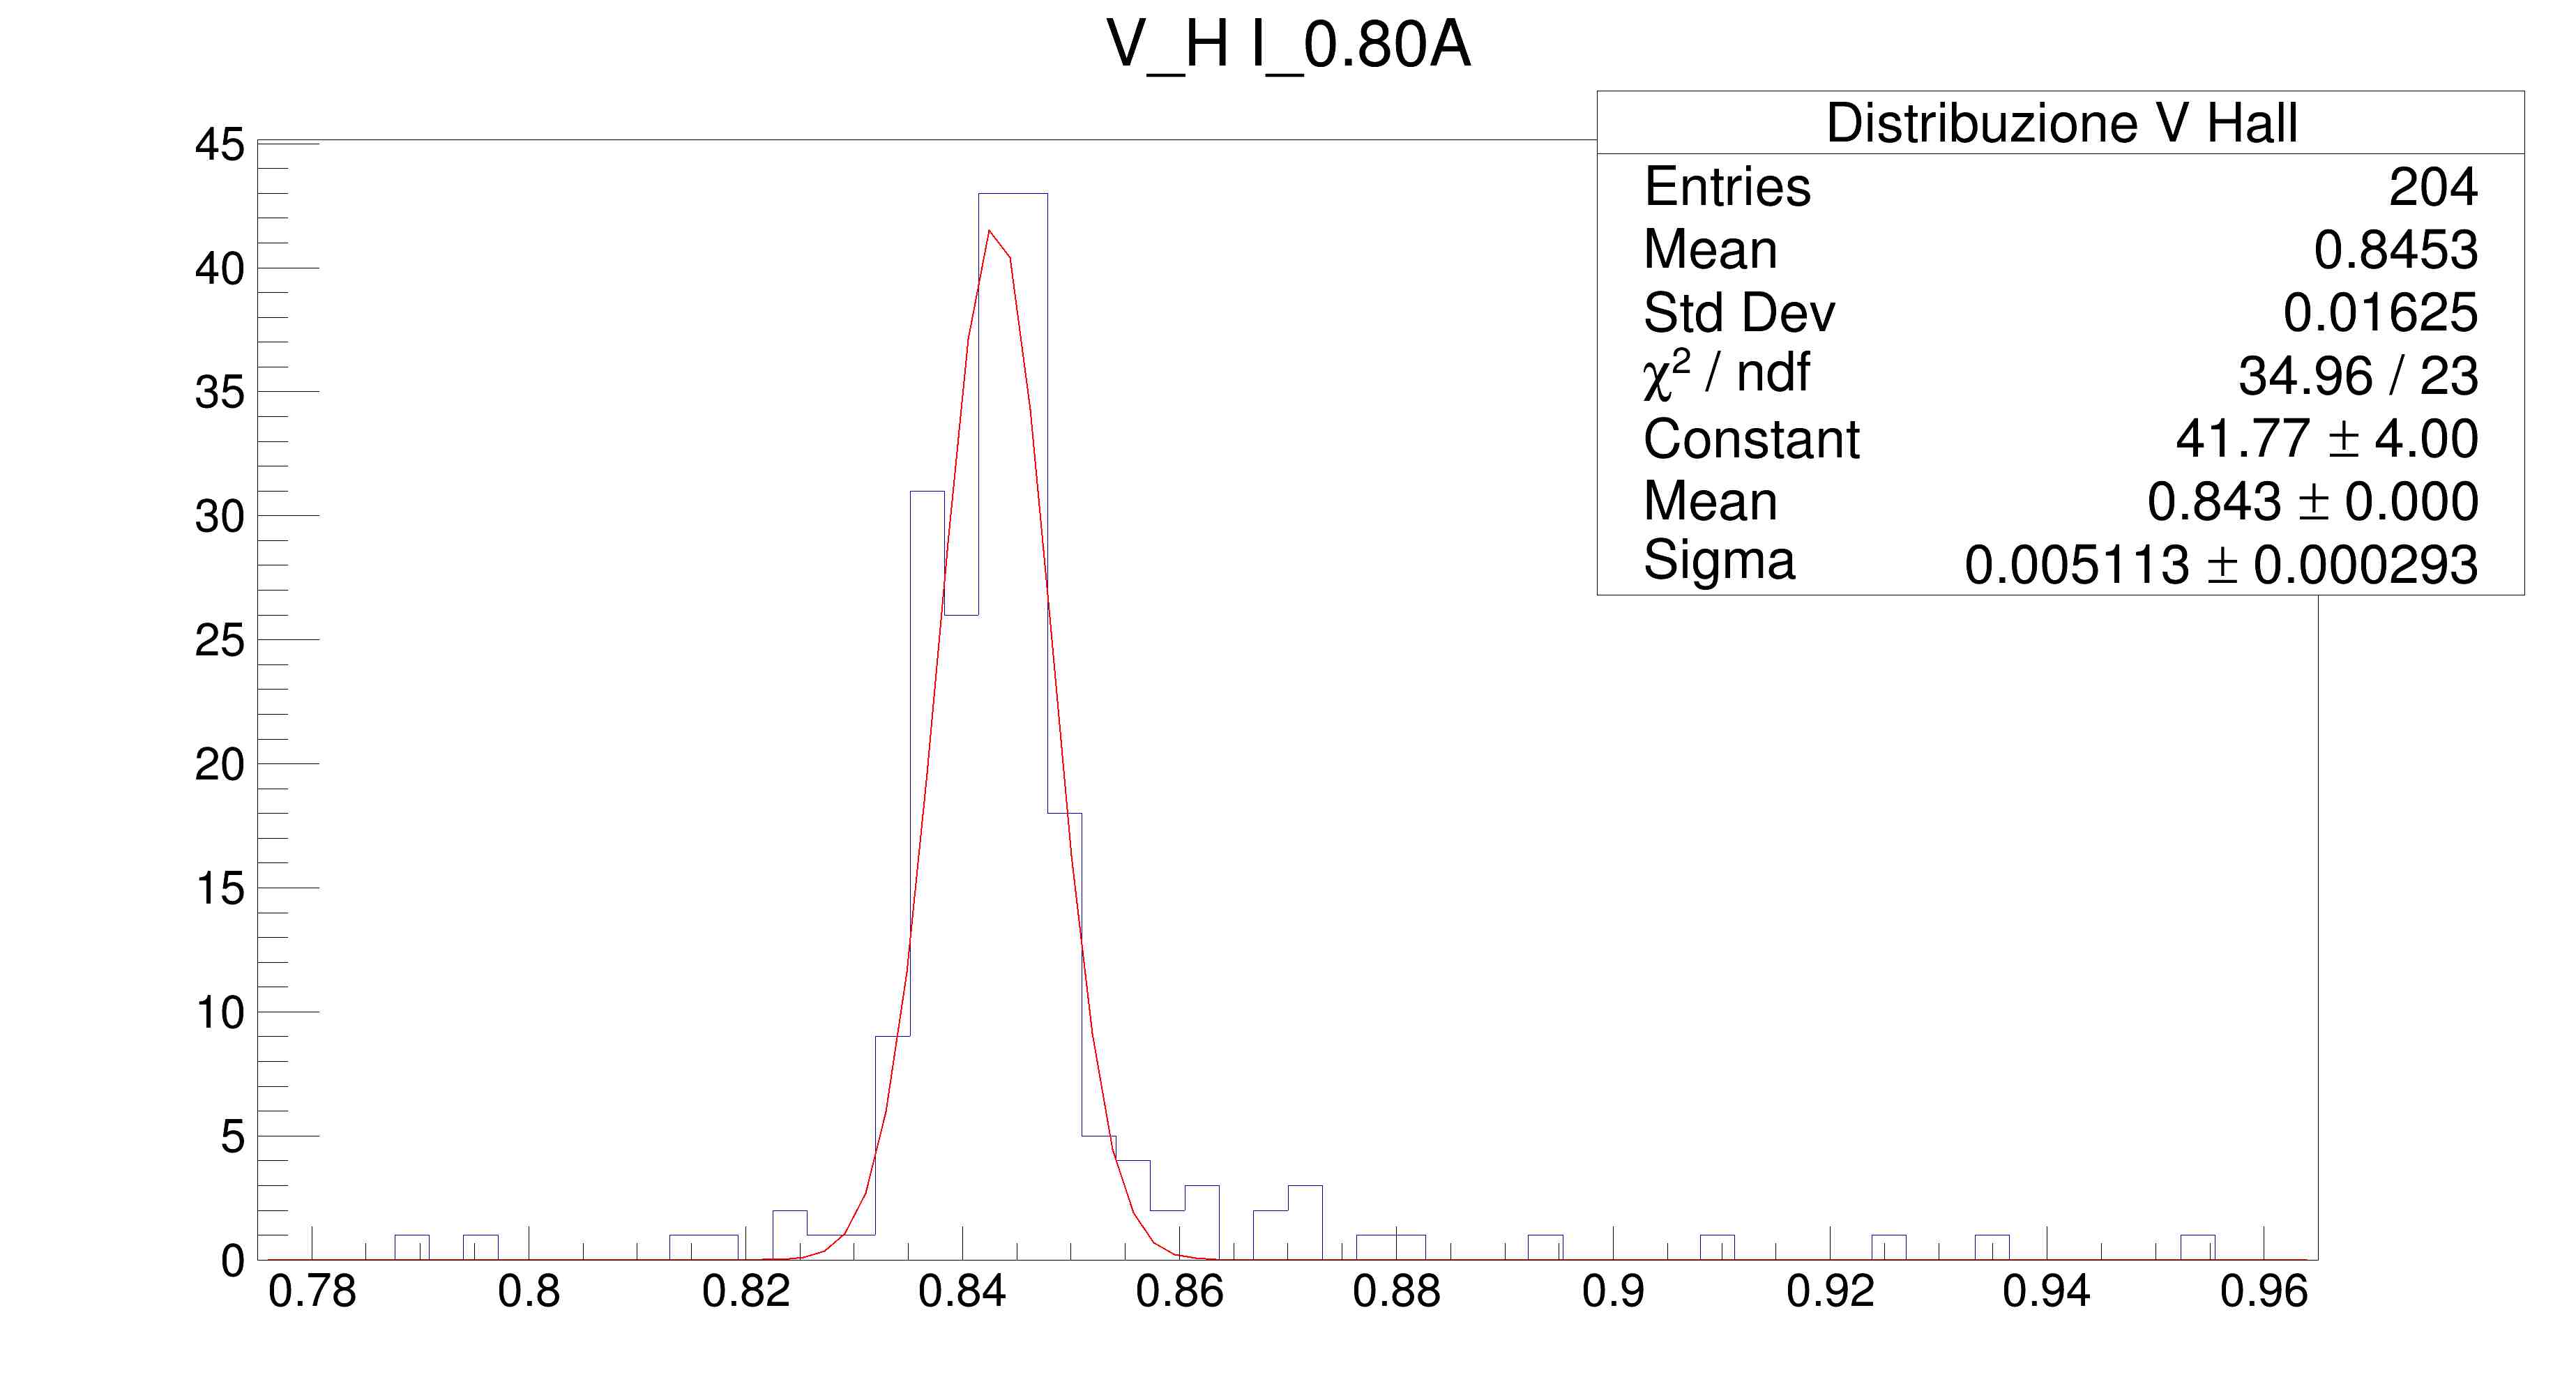 V_H I_0.80A
Distribuzione V Hall
Entries 204
Mean 0.8453
Std Dev 0.01625
χ² / ndf 34.96 / 23
Constant 41.77 ± 4.00
Mean 0.843 ± 0.000
Sigma 0.005113 ± 0.000293
45
40
35
30
25
20
15
10
5
0
0.78 0.8 0.82 0.84 0.86 0.88 0.9 0.92 0.94 0.96